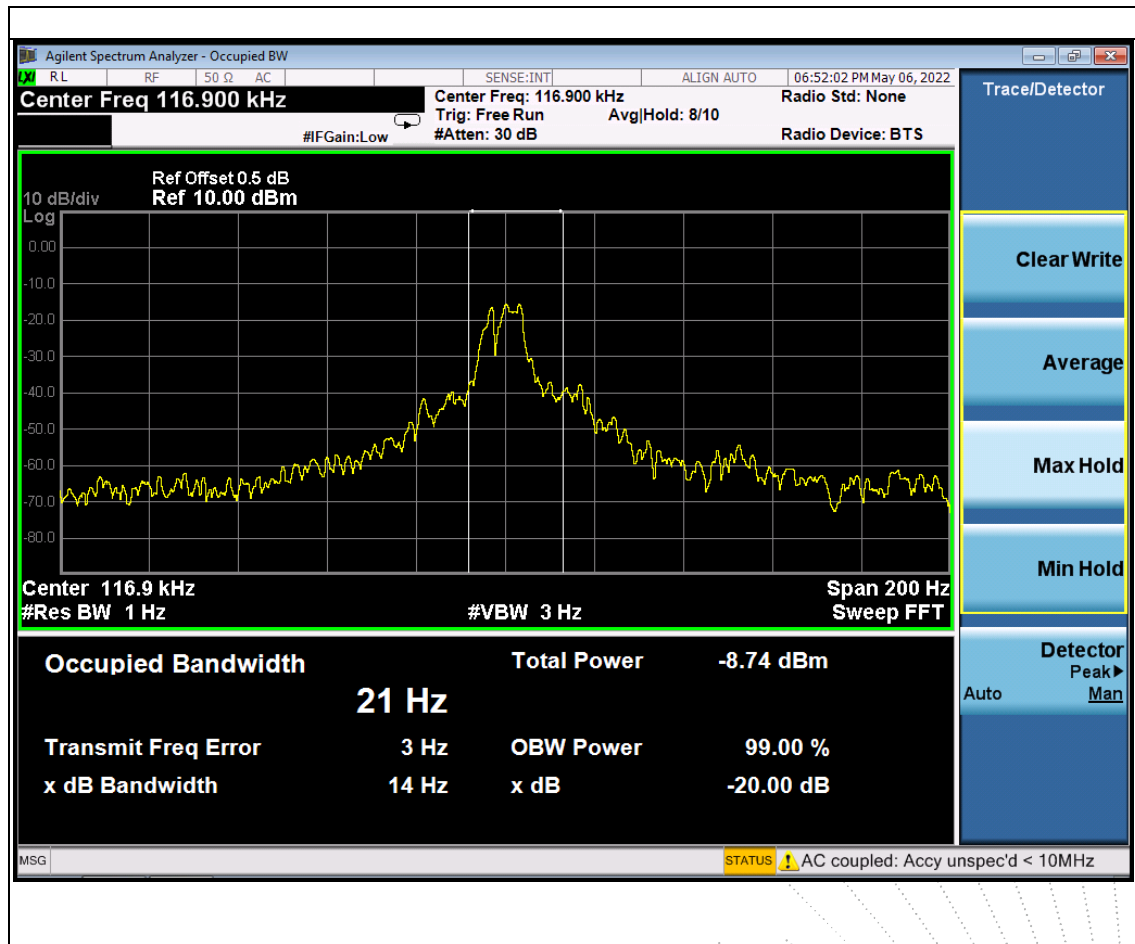 Agilent Spectrum Analyzer - Occupied BW
LXI RL RF 50 Ω AC SENSE:INT ALIGN AUTO 06:52:02 PM May 06, 2022
Center Freq 116.900 kHz Center Freq: 116.900 kHz Radio Std: None
Trig: Free Run Avg|Hold: 8/10
#IFGain:Low #Atten: 30 dB Radio Device: BTS
Ref Offset 0.5 dB
10 dB/div Ref 10.00 dBm
Log
0.00
-10.0
-20.0
-30.0
-40.0
-50.0
-60.0
-70.0
-80.0
Center 116.9 kHz Span 200 Hz
#Res BW 1 Hz #VBW 3 Hz Sweep FFT
Occupied Bandwidth Total Power -8.74 dBm
21 Hz
Transmit Freq Error 3 Hz OBW Power 99.00 %
x dB Bandwidth 14 Hz x dB -20.00 dB
MSG STATUS AC coupled: Accy unspec'd < 10MHz
Trace/Detector
Clear Write
Average
Max Hold
Min Hold
Detector
Peak▶
Auto Man